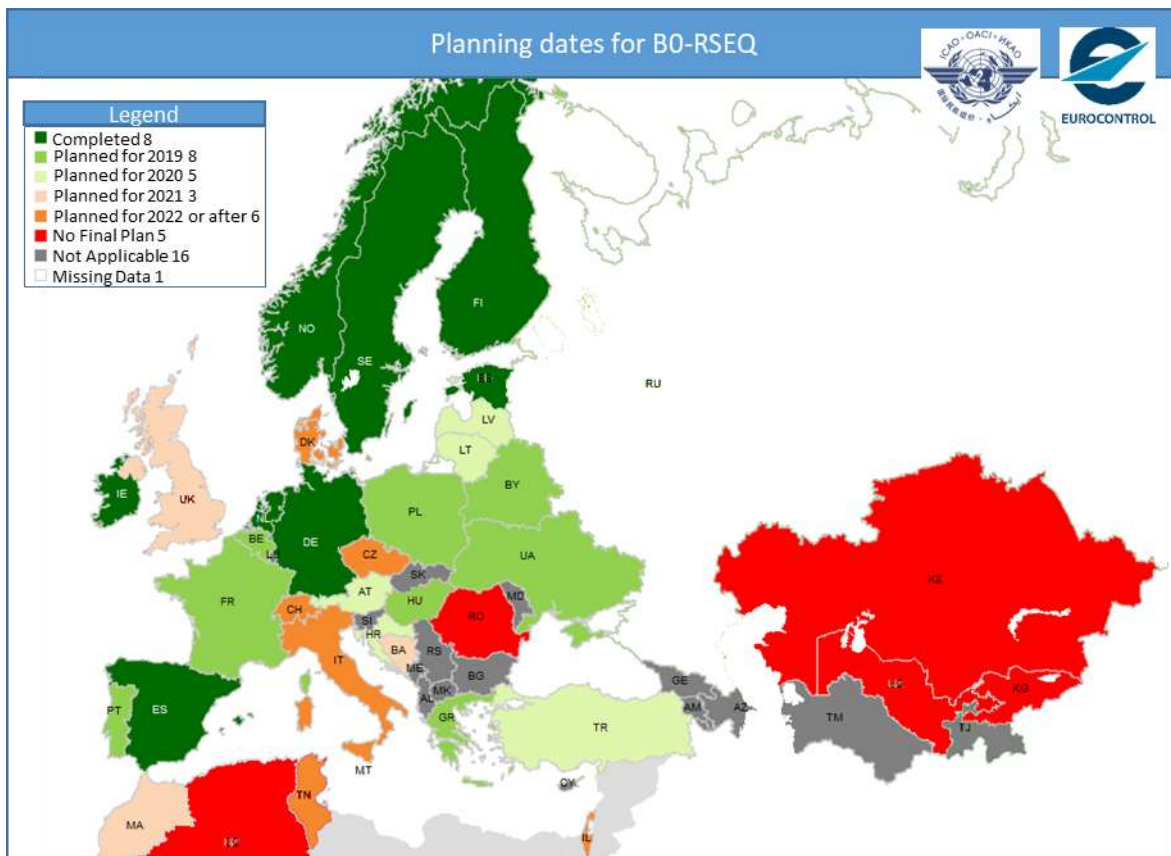 Planning dates for B0-RSEQ
ICAO · OACI · ИКАО
EUROCONTROL
Legend
Completed 8
Planned for 2019 8
Planned for 2020 5
Planned for 2021 3
Planned for 2022 or after 6
No Final Plan 5
Not Applicable 16
Missing Data 1
FI
NO
SE
RU
LV
DK
LT
IE
UK
BY
NL
PL
BE
DE
UA
CZ
KZ
SK
AT
MD
FR
HU
CH
RO
SI
HR
BA
RS
IT
ME
BG
GE
KG
MK
AL
AM
AZ
PT
ES
GR
TM
TJ
TR
MT
CY
TN
MA
IL